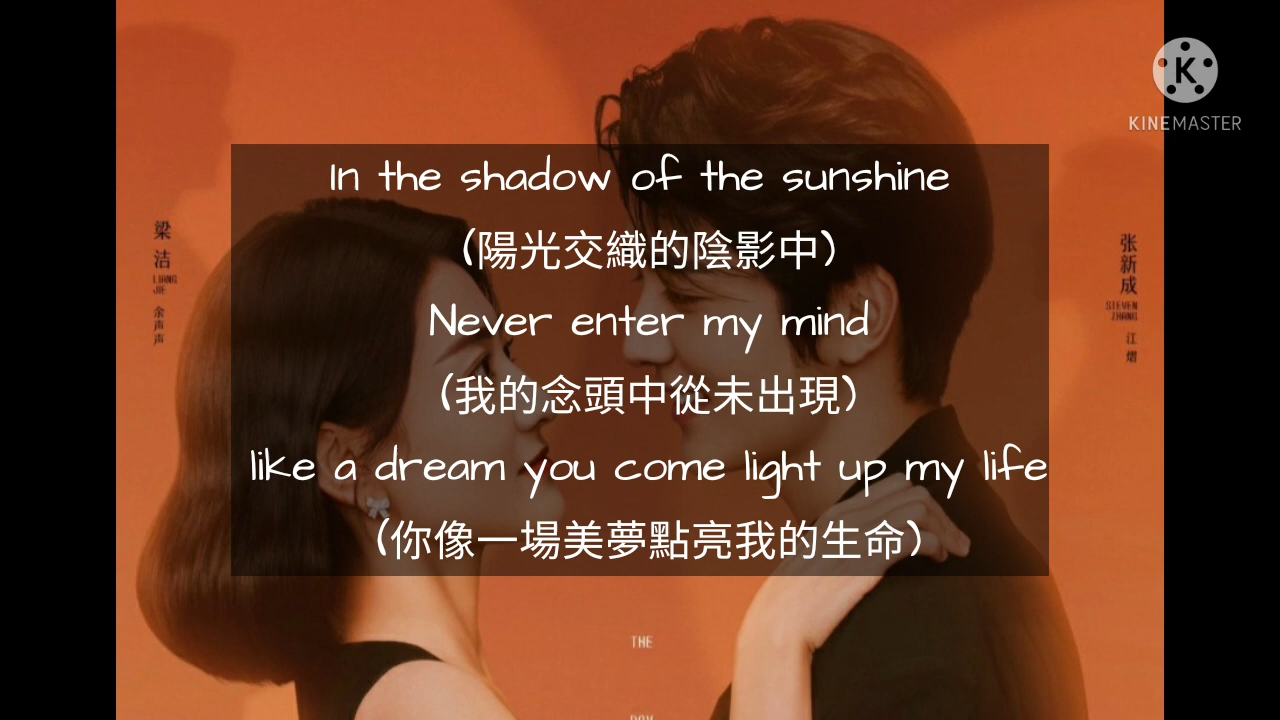 KINEMASTER
In the shadow of the sunshine
(陽光交織的陰影中)
Never enter my mind
(我的念頭中從未出現)
like a dream you come light up my life
(你像一場美夢點亮我的生命)
梁洁
LIANG
JIE
余声声
张新成
STEVEN
ZHANG
江熠
THE